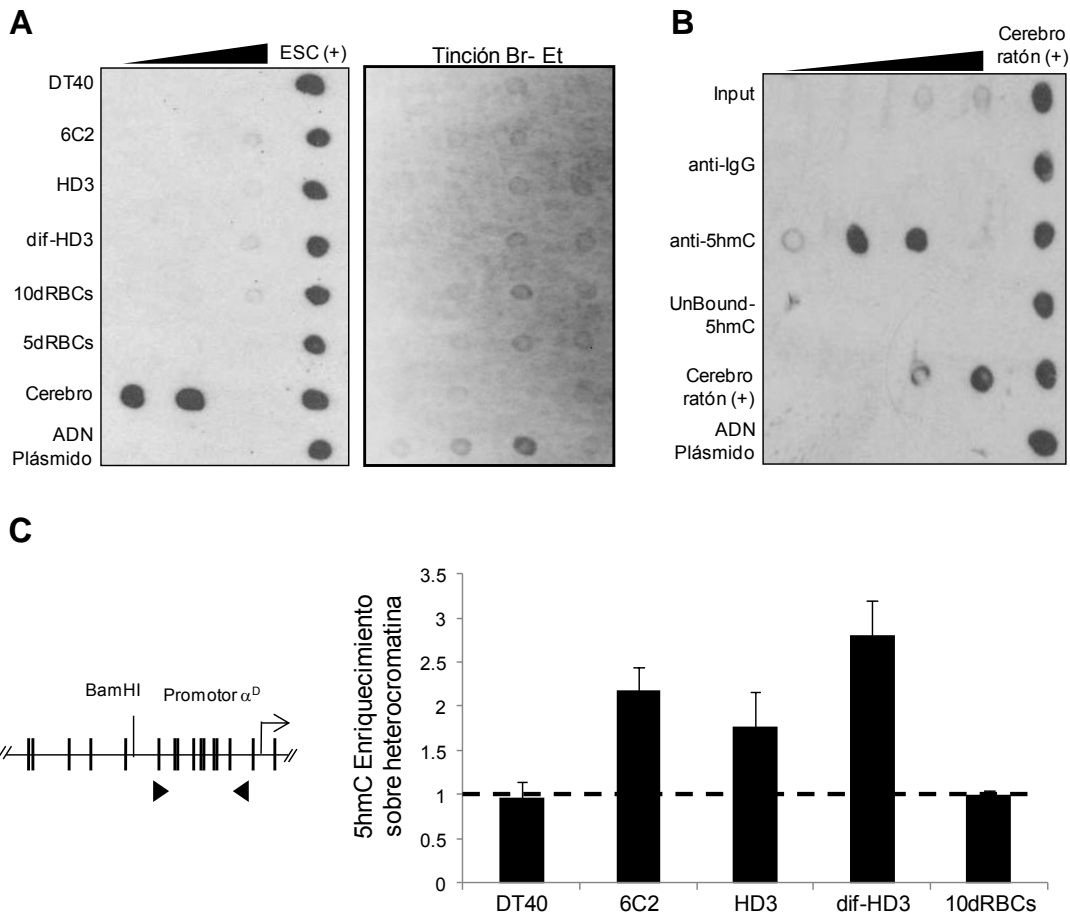 A
ESC (+)
Tinción Br- Et
DT40
6C2
HD3
dif-HD3
10dRBCs
5dRBCs
Cerebro
ADN
Plásmido
B
Cerebro
ratón (+)
Input
anti-IgG
anti-5hmC
UnBound-
5hmC
Cerebro
ratón (+)
ADN
Plásmido
C
BamHI
Promotor αᴰ
5hmC Enriquecimiento
sobre heterocromatina
3.5
3
2.5
2
1.5
1
0.5
0
DT40
6C2
HD3
dif-HD3
10dRBCs